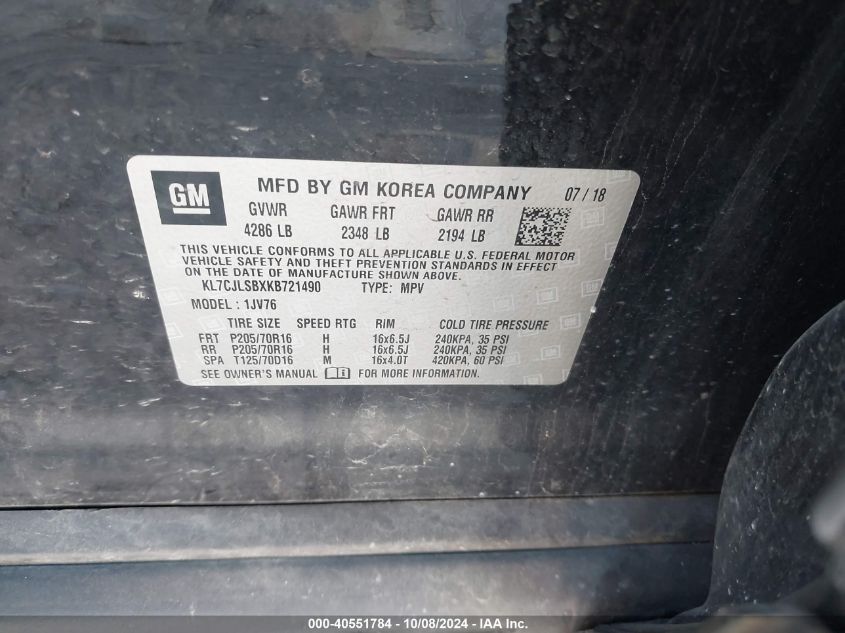 GM
MFD BY GM KOREA COMPANY 07 / 18
GVWR GAWR FRT GAWR RR
4286 LB 2348 LB 2194 LB
THIS VEHICLE CONFORMS TO ALL APPLICABLE U.S. FEDERAL MOTOR
VEHICLE SAFETY AND THEFT PREVENTION STANDARDS IN EFFECT
ON THE DATE OF MANUFACTURE SHOWN ABOVE.
KL7CJLSBXKB721490 TYPE: MPV
MODEL : 1JV76
TIRE SIZE SPEED RTG RIM COLD TIRE PRESSURE
FRT P205/70R16 H 16x6.5J 240KPA, 35 PSI
RR P205/70R16 H 16x6.5J 240KPA, 35 PSI
SPA T125/70D16 M 16x4.0T 420KPA, 60 PSI
SEE OWNER'S MANUAL FOR MORE INFORMATION.
000-40551784 - 10/08/2024 - IAA Inc.